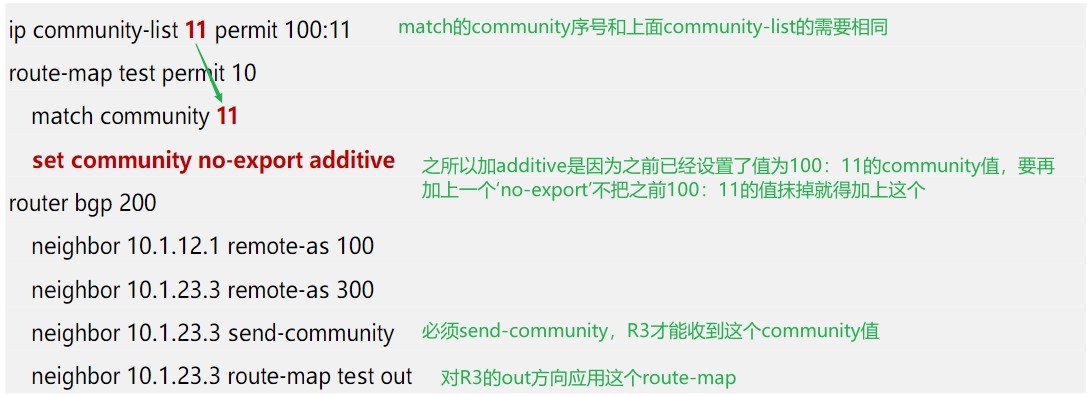 ip community-list 11 permit 100:11 match的community序号和上面community-list的需要相同
route-map test permit 10
match community 11
set community no-export additive 之所以加additive是因为之前已经设置了值为100：11的community值，要再
加上一个‘no-export’不把之前100：11的值抹掉就得加上这个
router bgp 200
neighbor 10.1.12.1 remote-as 100
neighbor 10.1.23.3 remote-as 300
neighbor 10.1.23.3 send-community 必须send-community，R3才能收到这个community值
neighbor 10.1.23.3 route-map test out 对R3的out方向应用这个route-map